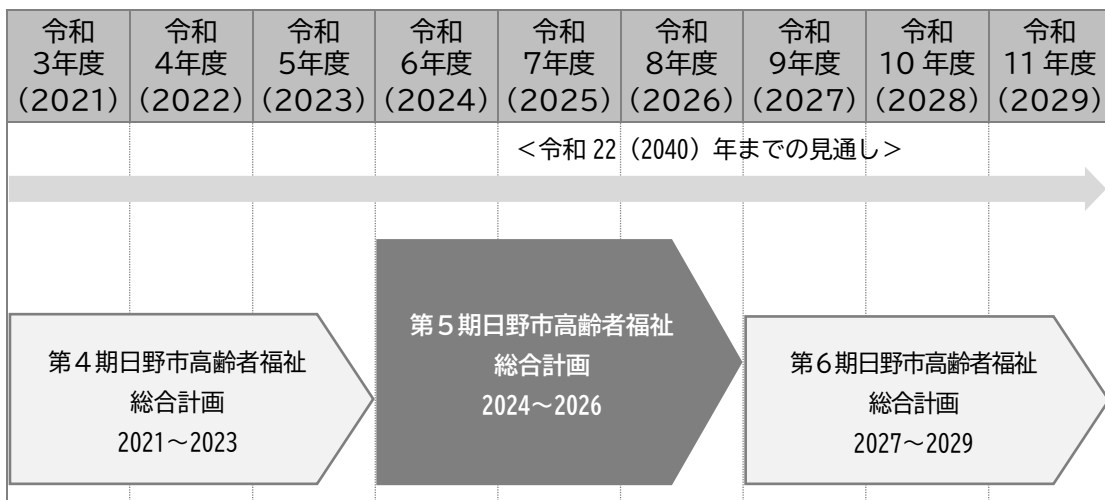 令和
3年度
(2021)
令和
4年度
(2022)
令和
5年度
(2023)
令和
6年度
(2024)
令和
7年度
(2025)
令和
8年度
(2026)
令和
9年度
(2027)
令和
10 年度
(2028)
令和
11 年度
(2029)
＜令和 22（2040）年までの見通し＞
第４期日野市高齢者福祉
総合計画
2021～2023
第５期日野市高齢者福祉
総合計画
2024～2026
第６期日野市高齢者福祉
総合計画
2027～2029